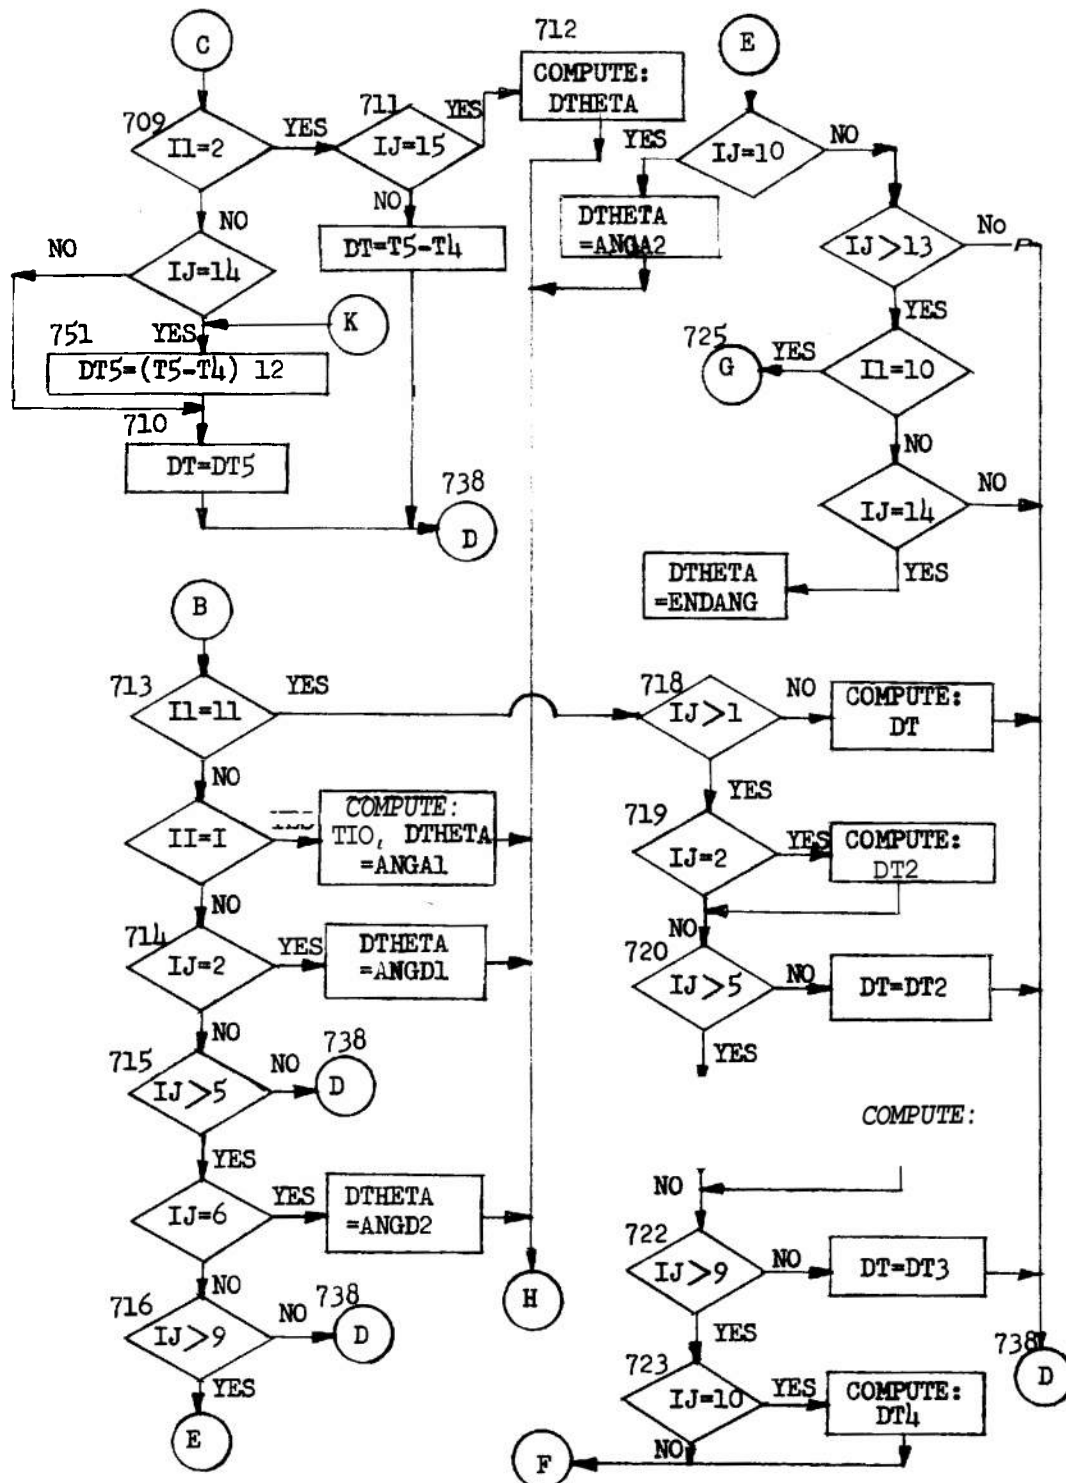 C
709
I1=2
YES
711
IJ=15
YES
712
COMPUTE:
DTHETA
NO
NO
IJ=14
NO
DT=T5-T4
K
YES
751
DT5=(T5-T4) 12
710
DT=DT5
738
D
E
YES
IJ=10
NO
DTHETA
=ANGA2
IJ>13
No
YES
725
G
YES
I1=10
NO
IJ=14
NO
YES
DTHETA
=ENDANG
B
713
I1=11
YES
NO
II=I
YES
COMPUTE:
TIO, DTHETA
=ANGA1
NO
714
IJ=2
YES
DTHETA
=ANGD1
NO
715
IJ>5
NO
738
D
YES
IJ=6
YES
DTHETA
=ANGD2
NO
716
IJ>9
NO
738
D
YES
E
H
718
IJ>1
NO
COMPUTE:
DT
YES
719
IJ=2
YES
COMPUTE:
DT2
NO
720
IJ>5
NO
DT=DT2
YES
COMPUTE:
NO
722
IJ>9
NO
DT=DT3
YES
738
D
723
IJ=10
YES
COMPUTE:
DT4
NO
F